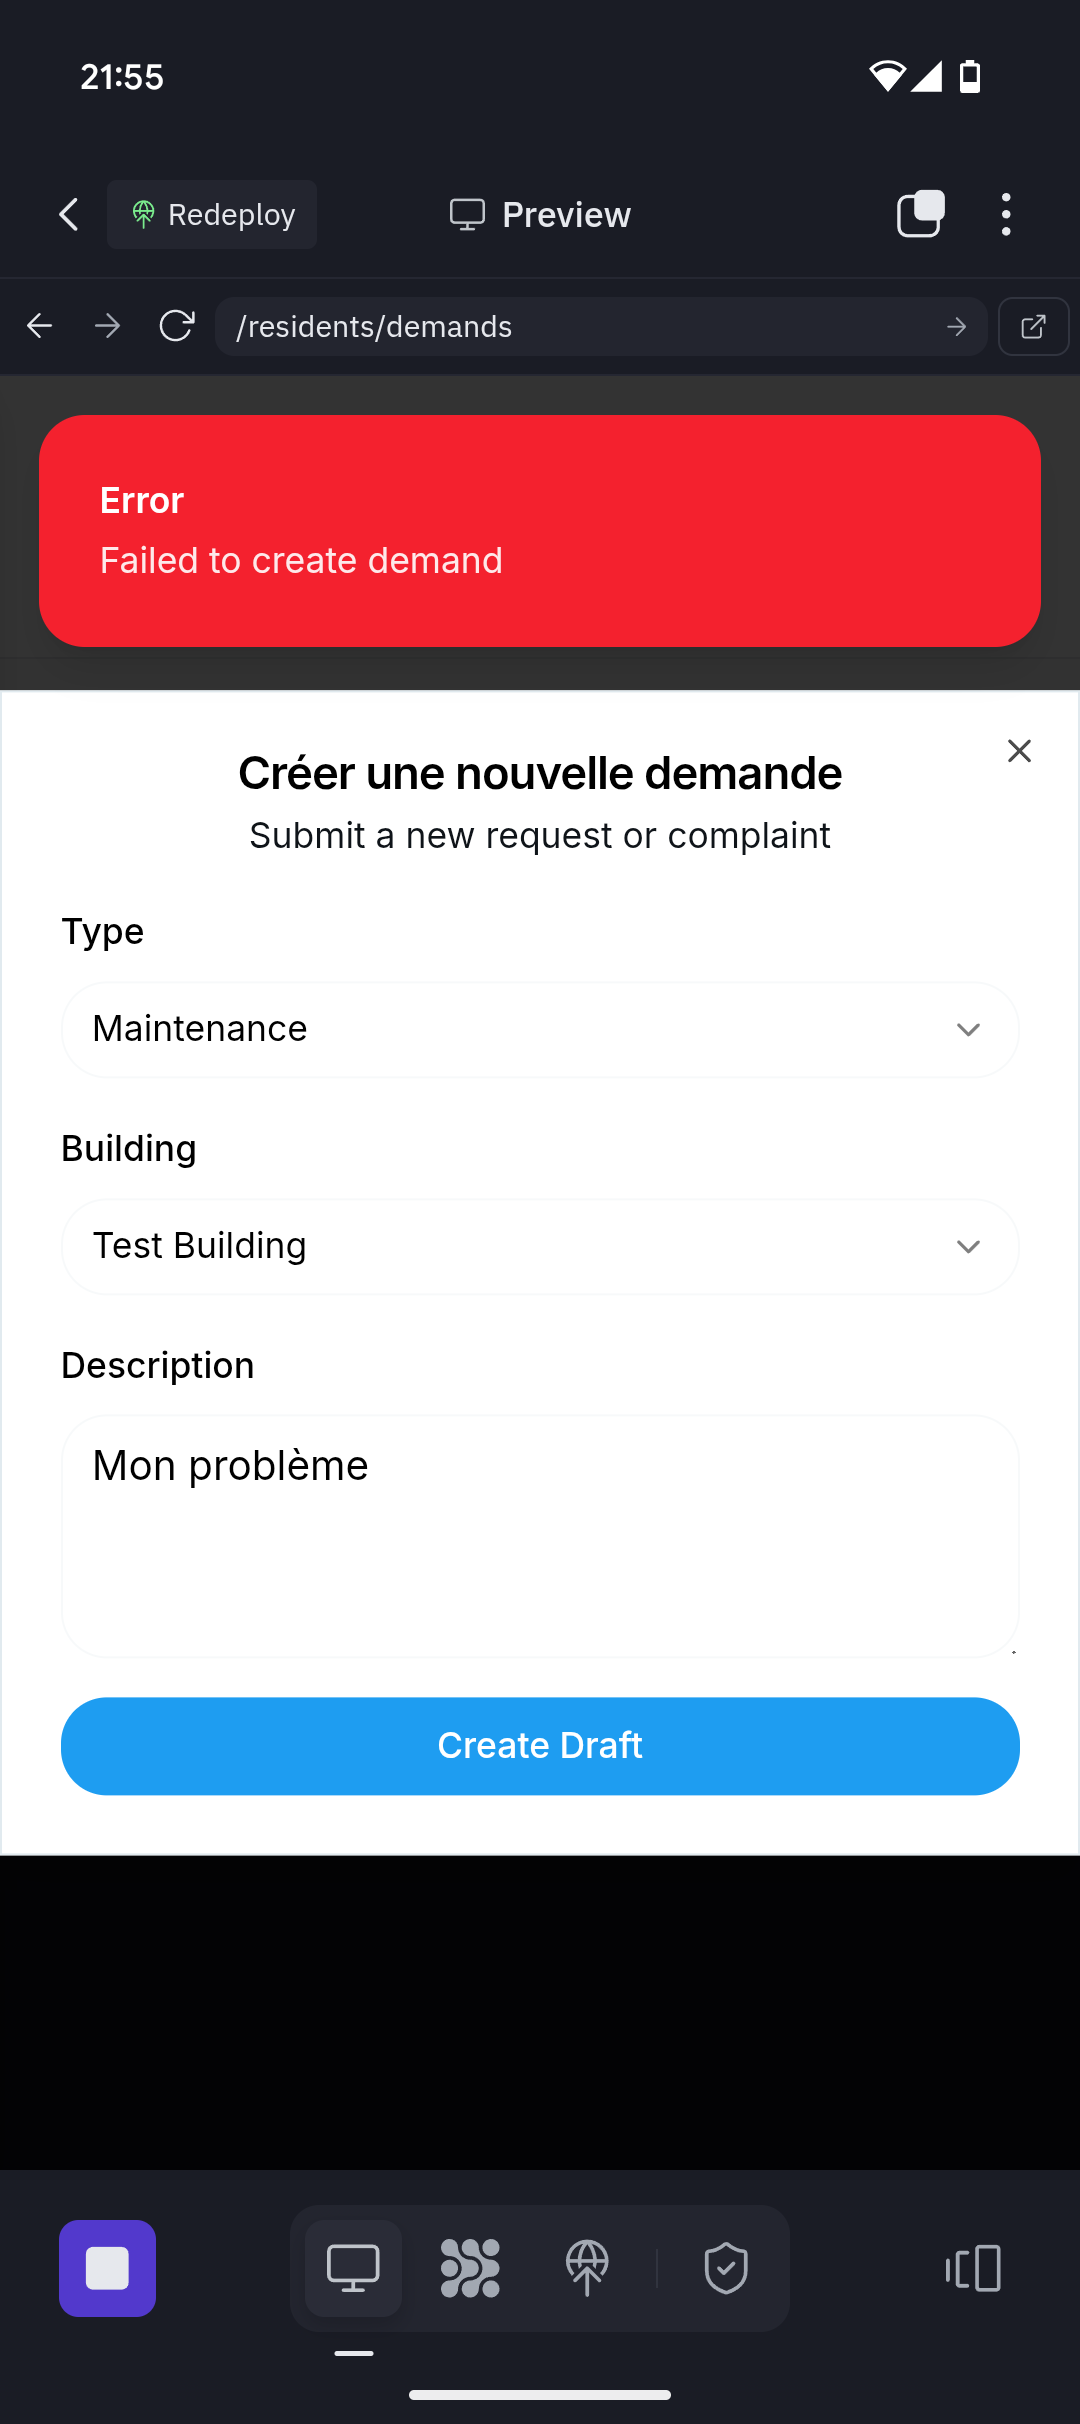 21:55
Redeploy
Preview
/residents/demands
Error
Failed to create demand
Créer une nouvelle demande
Submit a new request or complaint
Type
Maintenance
Building
Test Building
Description
Mon problème
Create Draft